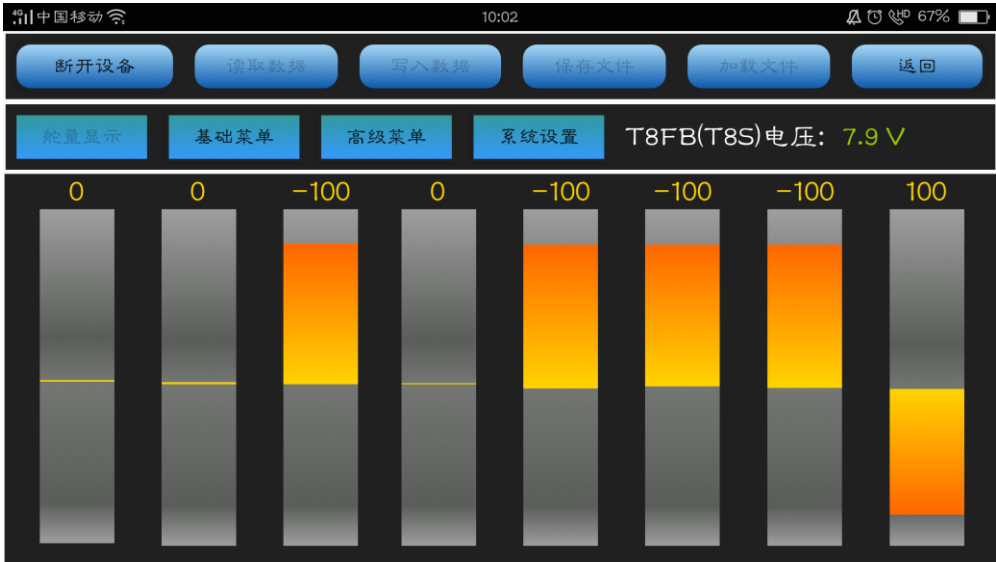 4G 中国移动 10:02 HD 67%
断开设备 读取数据 写入数据 保存文件 加载文件 返回
舵量显示 基础菜单 高级菜单 系统设置 T8FB(T8S)电压: 7.9 V
0 0 -100 0 -100 -100 -100 100